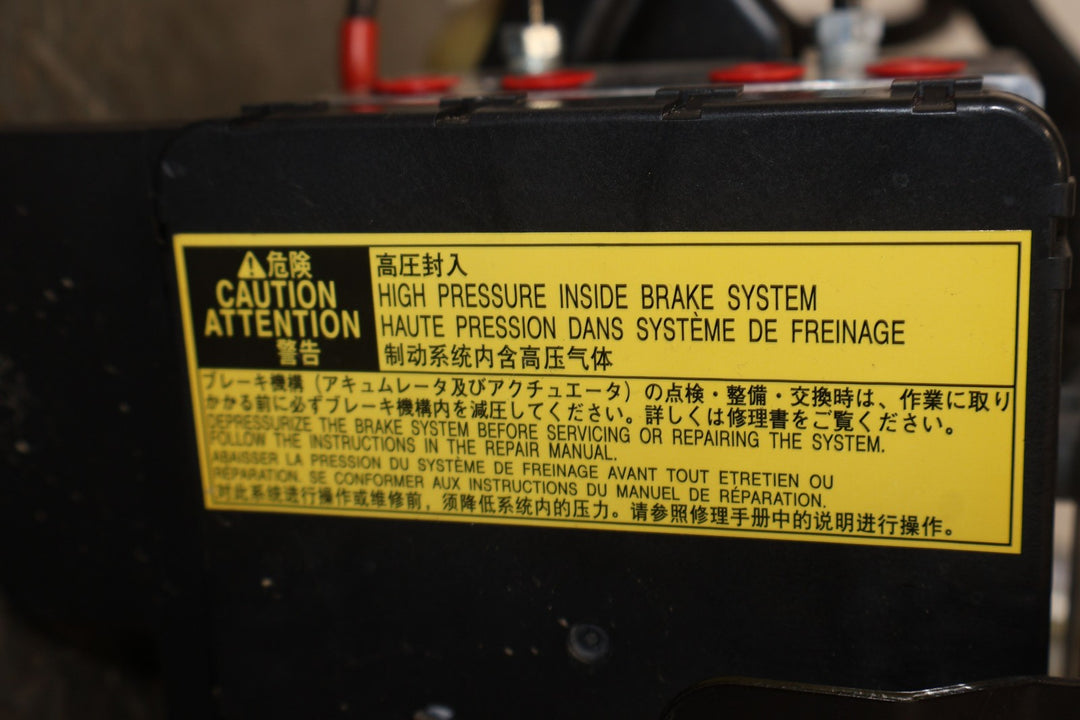 ⚠危険
CAUTION
ATTENTION
警告
高圧封入
HIGH PRESSURE INSIDE BRAKE SYSTEM
HAUTE PRESSION DANS SYSTÈME DE FREINAGE
制动系统内含高压气体
ブレーキ機構（アキュムレータ及びアクチュエータ）の点検・整備・交換時は、作業に取り
かかる前に必ずブレーキ機構内を減圧してください。詳しくは修理書をご覧ください。
DEPRESSURIZE THE BRAKE SYSTEM BEFORE SERVICING OR REPAIRING THE SYSTEM.
FOLLOW THE INSTRUCTIONS IN THE REPAIR MANUAL.
ABAISSER LA PRESSION DU SYSTÈME DE FREINAGE AVANT TOUT ETRETIEN OU
RÉPARATION. SE CONFORMER AUX INSTRUCTIONS DU MANUEL DE RÉPARATION.
对此系统进行操作或维修前，须降低系统内的压力。请参照修理手册中的说明进行操作。